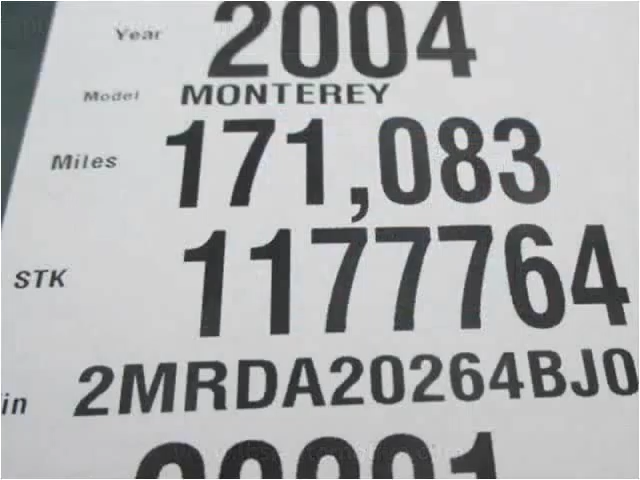 Year 2004
Model MONTEREY
Miles 171,083
STK 1177764
in 2MRDA20264BJ0